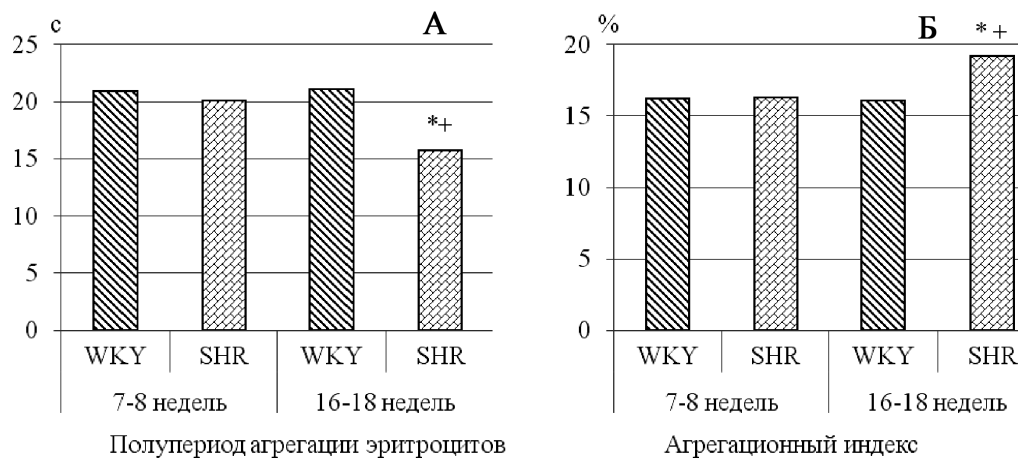 с
А
25
20
15
10
5
0
*+
WKY
SHR
WKY
SHR
7-8 недель
16-18 недель
Полупериод агрегации эритроцитов
%
Б
* +
20
15
10
5
0
WKY
SHR
WKY
SHR
7-8 недель
16-18 недель
Агрегационный индекс